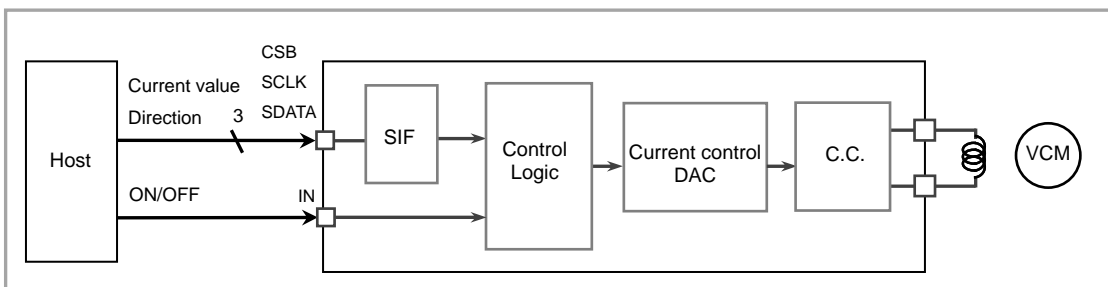 CSB
Current value
SCLK
Direction
3
SDATA
Host
ON/OFF
IN
SIF
Control
Logic
Current control
DAC
C.C.
VCM